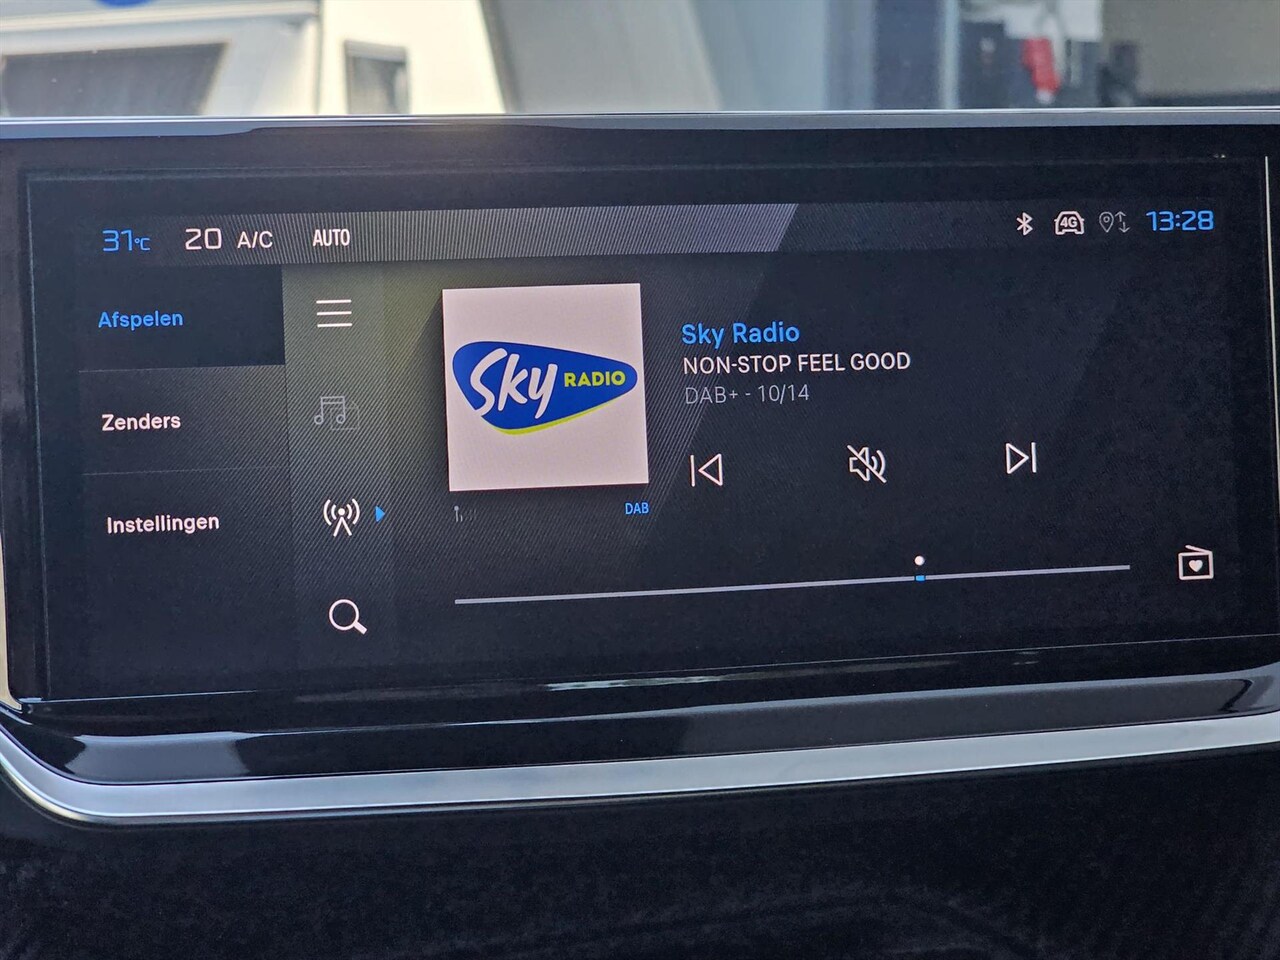 31°C 20 A/C AUTO 4G 13:28
Afspelen
Zenders
Instellingen
Sky RADIO
DAB
Sky Radio
NON-STOP FEEL GOOD
DAB+ - 10/14